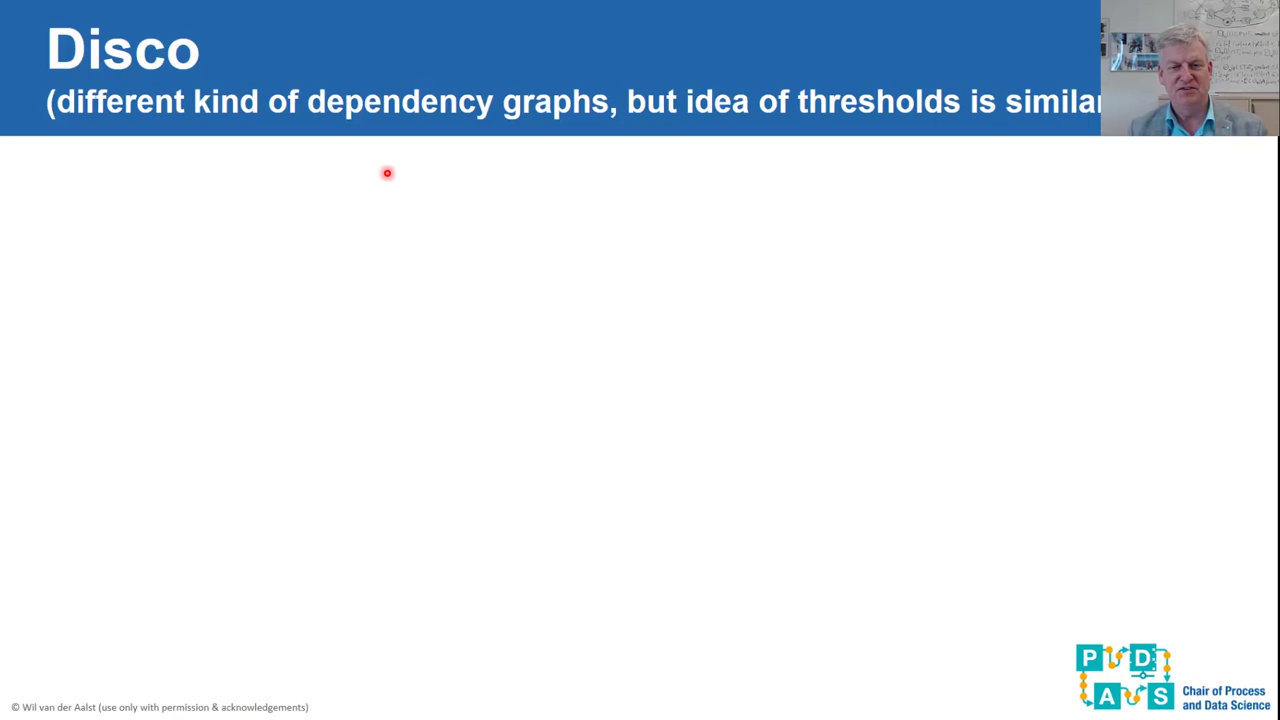 Disco
(different kind of dependency graphs, but idea of thresholds is similar
P D
A S
Chair of Process
and Data Science
© Wil van der Aalst (use only with permission & acknowledgements)